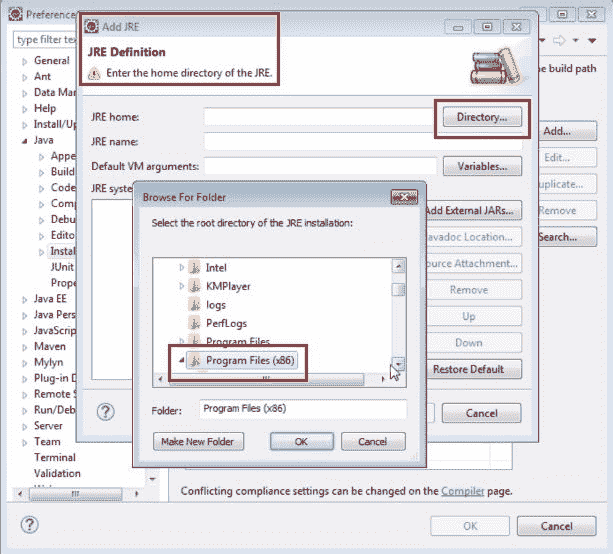 Preference
type filter te
General
Ant
Data Mar
Help
Install/Up
Java
Appe
Build
Code
Comp
Debu
Edito
Install
JUnit
Prope
Java EE
Java Pers
JavaScrip
Maven
Mylyn
Plug-in D
Remote S
Run/Deb
Server
Team
Terminal
Validation
Web
Add JRE
JRE Definition
Enter the home directory of the JRE.
JRE home:
Directory...
JRE name:
Default VM arguments:
Variables...
JRE syste
Add External JARs...
avadoc Location...
ource Attachment...
Remove
Up
Down
Restore Default
Cancel
Browse For Folder
Select the root directory of the JRE installation:
Intel
KMPlayer
logs
PerfLogs
Program Files
Program Files (x86)
Folder:
Program Files (x86)
Make New Folder
OK
Cancel
he build path
Add...
Edit...
uplicate...
Remove
Search...
Conflicting compliance settings can be changed on the Compiler page.
OK
Cancel